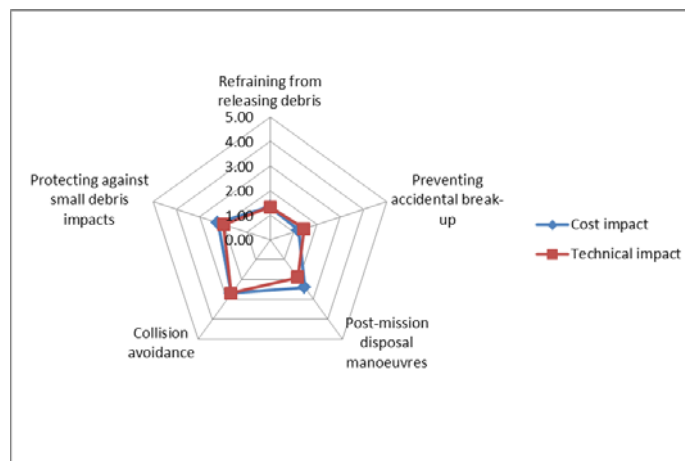 Refraining from
releasing debris
5.00
4.00
3.00
2.00
1.00
0.00
Preventing
accidental break-
up
Post-mission
disposal
manoeuvres
Collision
avoidance
Protecting against
small debris
impacts
Cost impact
Technical impact